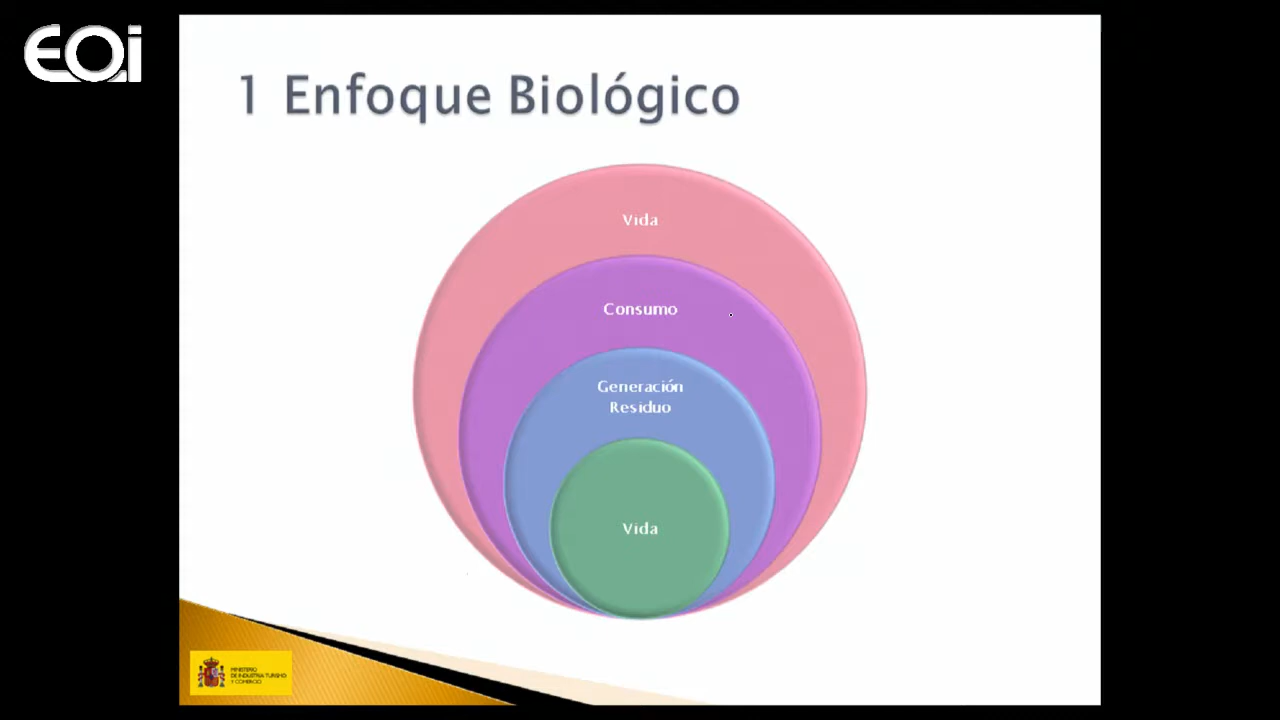 EOi
1 Enfoque Biológico
Vida
Consumo
Generación
Residuo
Vida
MINISTERIO
DE INDUSTRIA TURISMO
Y COMERCIO